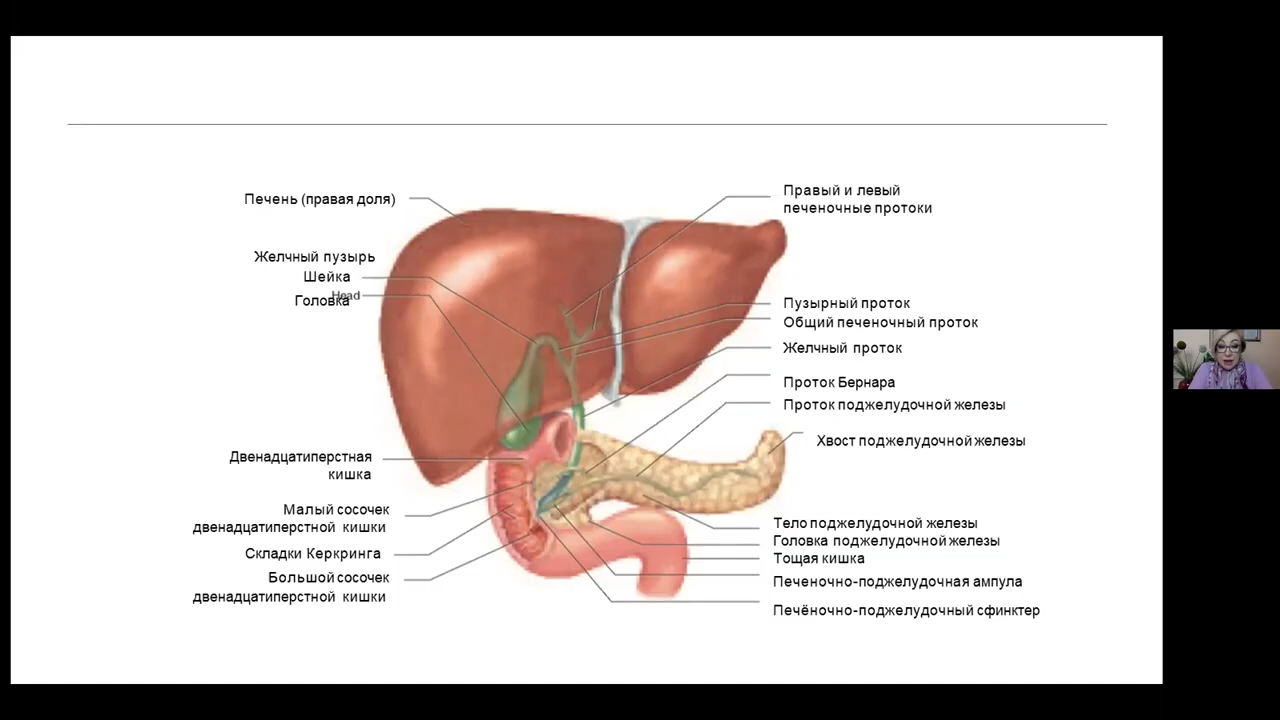 Печень (правая доля)
Желчный пузырь
Шейка
Head
Головка
Двенадцатиперстная
кишка
Малый сосочек
двенадцатиперстной кишки
Складки Керкринга
Большой сосочек
двенадцатиперстной кишки
Правый и левый
печеночные протоки
Пузырный проток
Общий печеночный проток
Желчный проток
Проток Бернара
Проток поджелудочной железы
Хвост поджелудочной железы
Тело поджелудочной железы
Головка поджелудочной железы
Тощая кишка
Печеночно-поджелудочная ампула
Печёночно-поджелудочный сфинктер